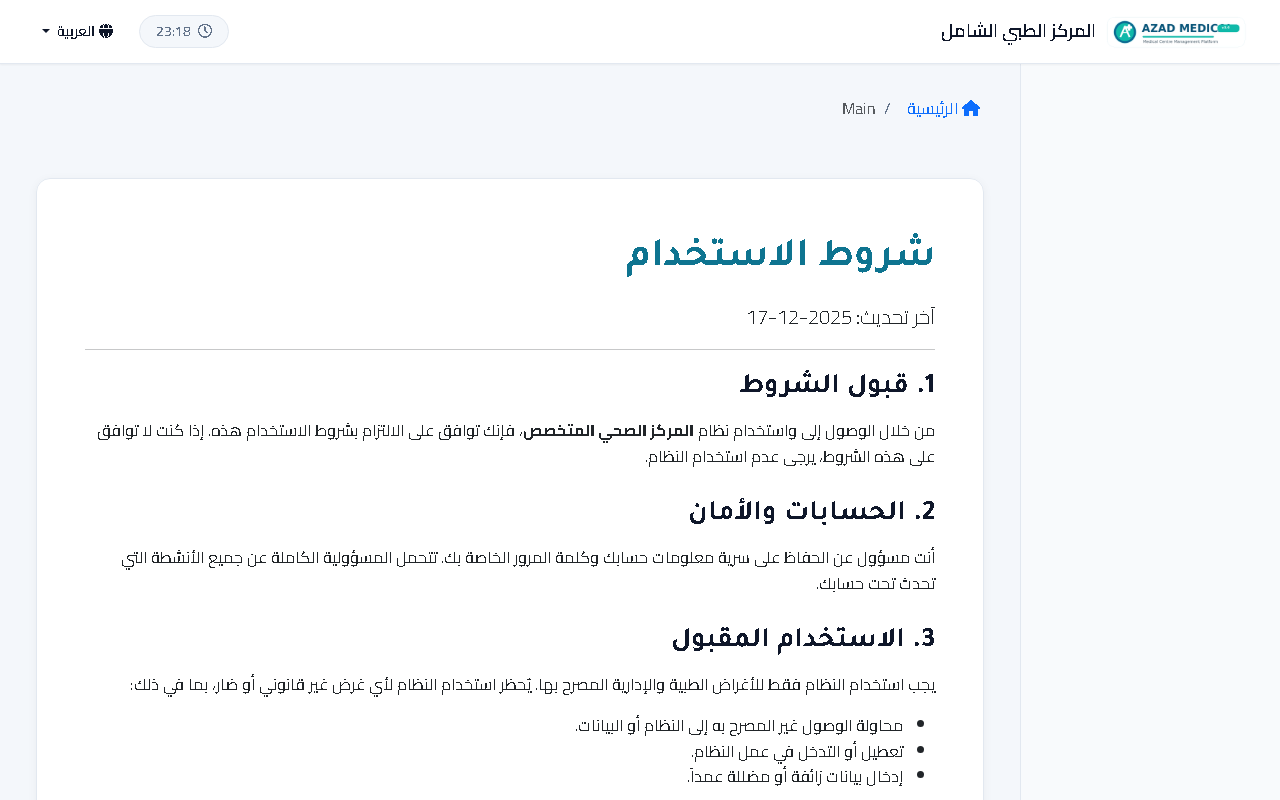 AZAD MEDIC
Medical Centre Management Platform
المركز الطبي الشامل
23:18
العربية
الرئيسية / Main
شروط الاستخدام
آخر تحديث: 2025-12-17
1. قبول الشروط
من خلال الوصول إلى واستخدام نظام المركز الصحي المتخصص، فإنك توافق على الالتزام بشروط الاستخدام هذه. إذا كنت لا توافق
على هذه الشروط، يرجى عدم استخدام النظام.
2. الحسابات والأمان
أنت مسؤول عن الحفاظ على سرية معلومات حسابك وكلمة المرور الخاصة بك. تتحمل المسؤولية الكاملة عن جميع الأنشطة التي
تحدث تحت حسابك.
3. الاستخدام المقبول
يجب استخدام النظام فقط للأغراض الطبية والإدارية المصرح بها. يُحظر استخدام النظام لأي غرض غير قانوني أو ضار، بما في ذلك:
محاولة الوصول غير المصرح به إلى النظام أو البيانات.
تعطيل أو التدخل في عمل النظام.
إدخال بيانات زائفة أو مضللة عمداً.